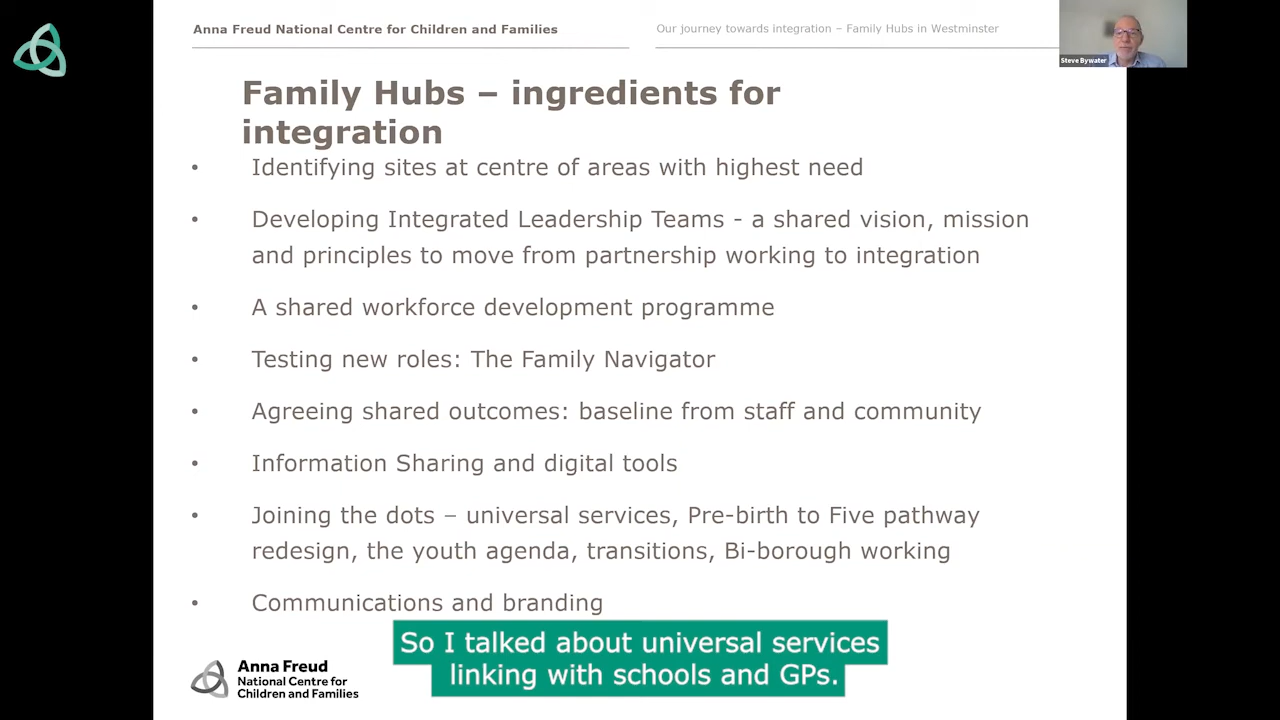 Anna Freud National Centre for Children and Families
Our journey towards integration – Family Hubs in Westminster
Steve Bywater
Family Hubs – ingredients for
integration
• Identifying sites at centre of areas with highest need
• Developing Integrated Leadership Teams - a shared vision, mission
and principles to move from partnership working to integration
• A shared workforce development programme
• Testing new roles: The Family Navigator
• Agreeing shared outcomes: baseline from staff and community
• Information Sharing and digital tools
• Joining the dots – universal services, Pre-birth to Five pathway
redesign, the youth agenda, transitions, Bi-borough working
• Communications and branding
So I talked about universal services
linking with schools and GPs.
Anna Freud
National Centre for
Children and Families